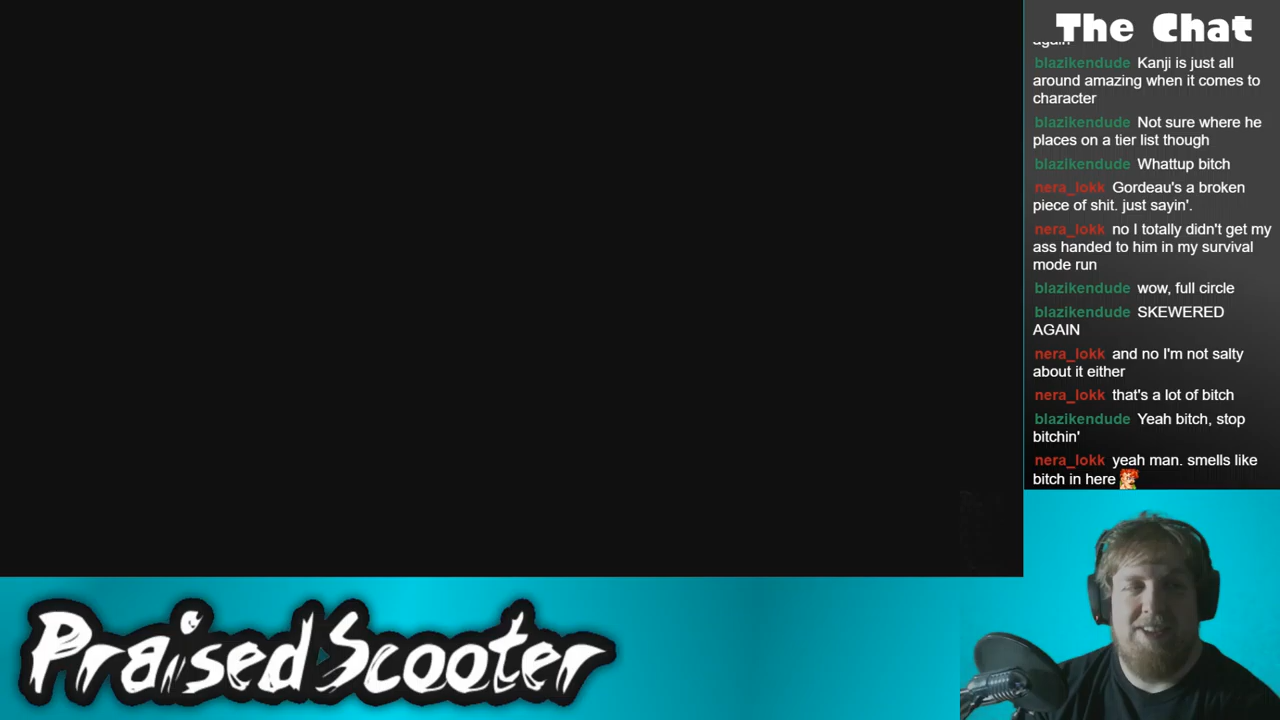 The Chat
again
blazikendude Kanji is just all
around amazing when it comes to
character
blazikendude Not sure where he
places on a tier list though
blazikendude Whattup bitch
nera_lokk Gordeau's a broken
piece of shit. just sayin'.
nera_lokk no I totally didn't get my
ass handed to him in my survival
mode run
blazikendude wow, full circle
blazikendude SKEWERED
AGAIN
nera_lokk and no I'm not salty
about it either
nera_lokk that's a lot of bitch
blazikendude Yeah bitch, stop
bitchin'
nera_lokk yeah man. smells like
bitch in here
PraisedScooter